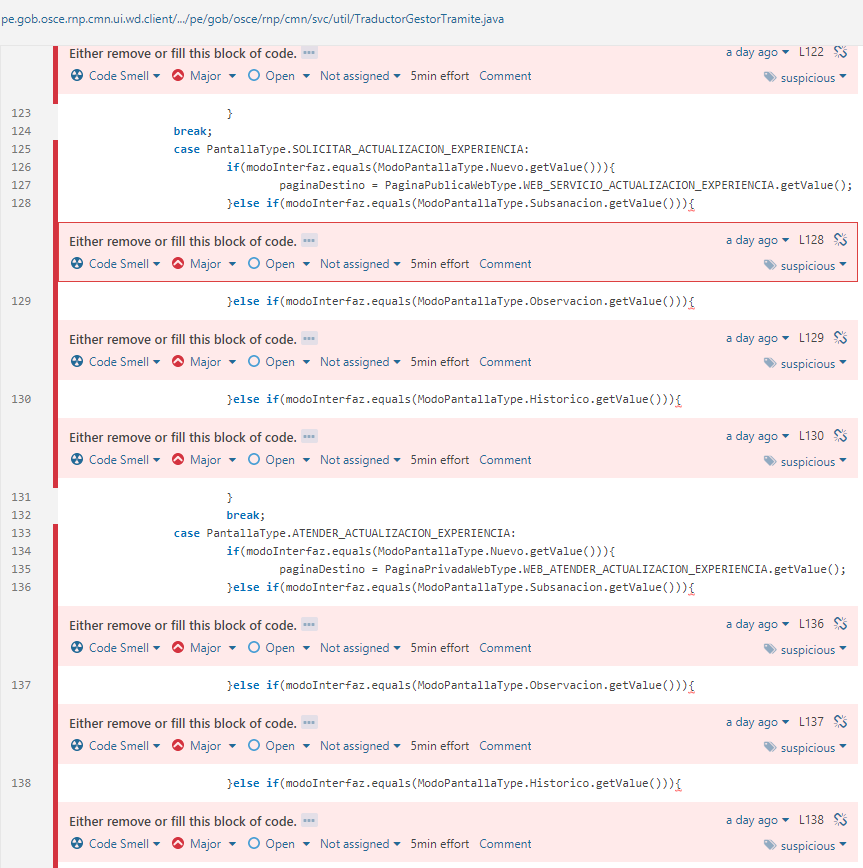 pe.gob.osce.rnp.cmn.ui.wd.client/.../pe/gob/osce/rnp/cmn/svc/util/TraductorGestorTramite.java
Either remove or fill this block of code. a day ago L122
Code Smell Major Open Not assigned 5min effort Comment suspicious
123 }
124 break;
125 case PantallaType.SOLICITAR_ACTUALIZACION_EXPERIENCIA:
126 if(modoInterfaz.equals(ModoPantallaType.Nuevo.getValue())){
127 paginaDestino = PaginaPublicaWebType.WEB_SERVICIO_ACTUALIZACION_EXPERIENCIA.getValue();
128 }else if(modoInterfaz.equals(ModoPantallaType.Subsanacion.getValue())){
Either remove or fill this block of code. a day ago L128
Code Smell Major Open Not assigned 5min effort Comment suspicious
129 }else if(modoInterfaz.equals(ModoPantallaType.Observacion.getValue())){
Either remove or fill this block of code. a day ago L129
Code Smell Major Open Not assigned 5min effort Comment suspicious
130 }else if(modoInterfaz.equals(ModoPantallaType.Historico.getValue())){
Either remove or fill this block of code. a day ago L130
Code Smell Major Open Not assigned 5min effort Comment suspicious
131 }
132 break;
133 case PantallaType.ATENDER_ACTUALIZACION_EXPERIENCIA:
134 if(modoInterfaz.equals(ModoPantallaType.Nuevo.getValue())){
135 paginaDestino = PaginaPrivadaWebType.WEB_ATENDER_ACTUALIZACION_EXPERIENCIA.getValue();
136 }else if(modoInterfaz.equals(ModoPantallaType.Subsanacion.getValue())){
Either remove or fill this block of code. a day ago L136
Code Smell Major Open Not assigned 5min effort Comment suspicious
137 }else if(modoInterfaz.equals(ModoPantallaType.Observacion.getValue())){
Either remove or fill this block of code. a day ago L137
Code Smell Major Open Not assigned 5min effort Comment suspicious
138 }else if(modoInterfaz.equals(ModoPantallaType.Historico.getValue())){
Either remove or fill this block of code. a day ago L138
Code Smell Major Open Not assigned 5min effort Comment suspicious